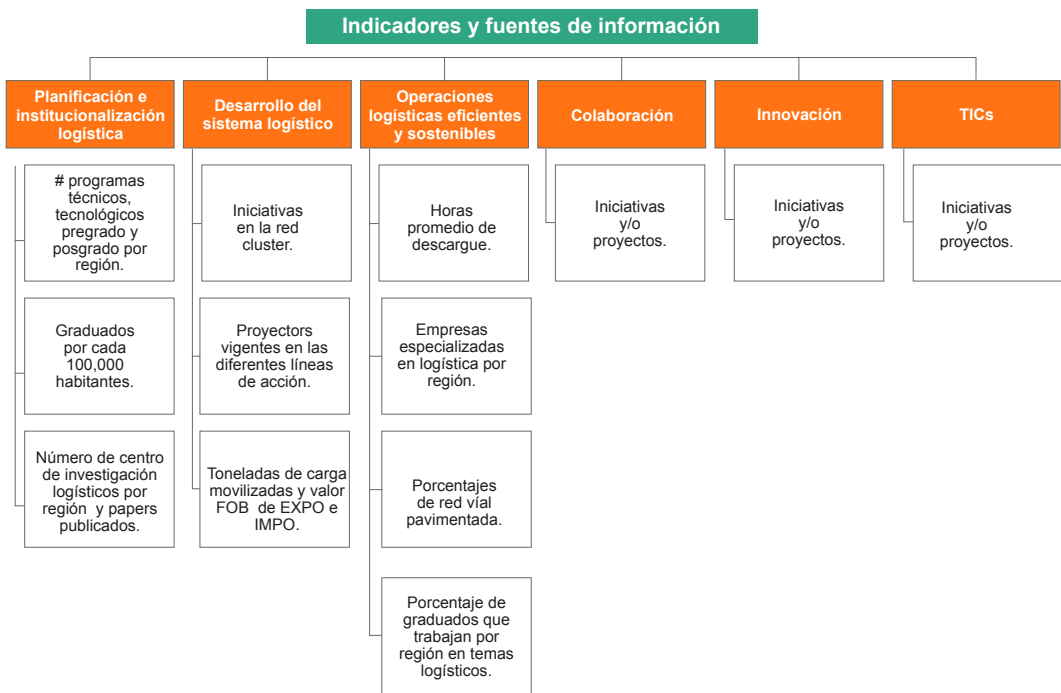 Indicadores y fuentes de información
Planificación e
institucionalización
logística
# programas
técnicos,
tecnológicos
pregrado y
posgrado por
región.
Graduados
por cada
100,000
habitantes.
Número de centro
de investigación
logísticos por
región y papers
publicados.
Desarrollo del
sistema logístico
Iniciativas
en la red
cluster.
Proyectors
vigentes en las
diferentes líneas
de acción.
Toneladas de carga
movilizadas y valor
FOB de EXPO e
IMPO.
Operaciones
logísticas eficientes
y sostenibles
Horas
promedio de
descargue.
Empresas
especializadas
en logística por
región.
Porcentajes
de red víal
pavimentada.
Porcentaje de
graduados que
trabajan por
región en temas
logísticos.
Colaboración
Iniciativas
y/o
proyectos.
Innovación
Iniciativas
y/o
proyectos.
TICs
Iniciativas
y/o
proyectos.